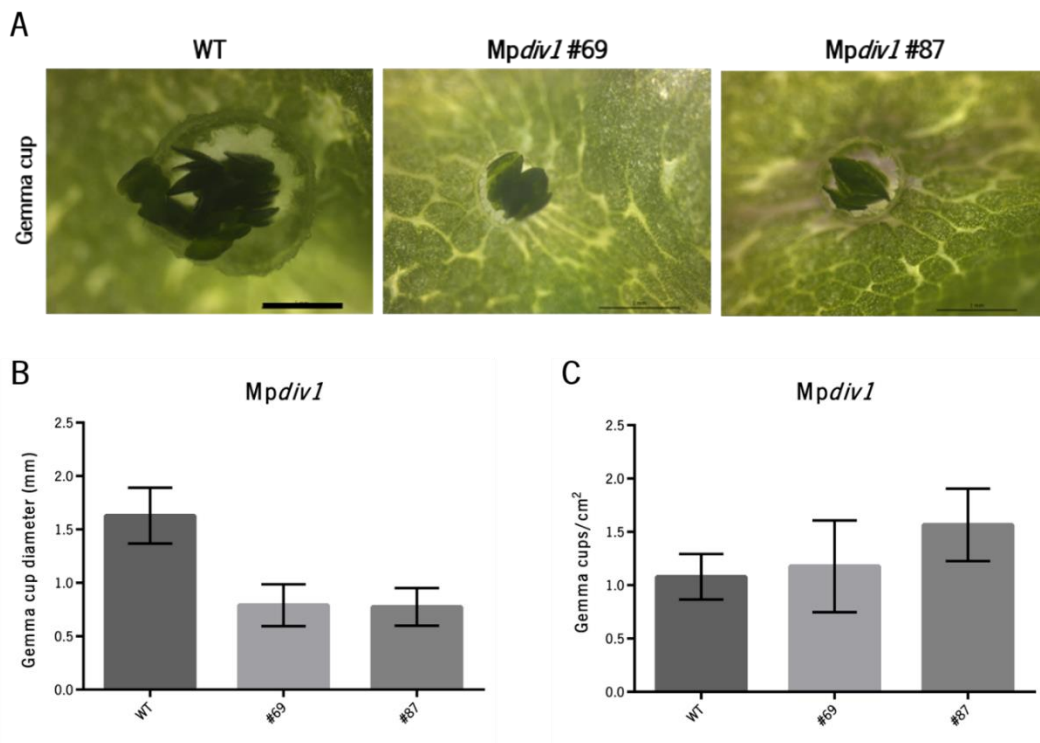 A
WT
Mpdiv1 #69
Mpdiv1 #87
Gemma cup
B
Mpdiv1
Gemma cup diameter (mm)
2.5
2.0
1.5
1.0
0.5
0.0
WT
#69
#87
C
Mpdiv1
Gemma cups/cm²
2.5
2.0
1.5
1.0
0.5
0.0
WT
#69
#87